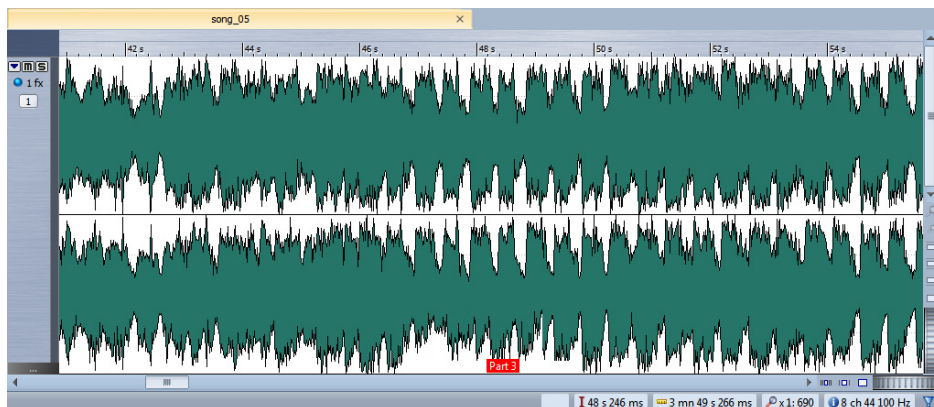 song_05 ×
42 s 44 s 46 s 48 s 50 s 52 s 54 s
m s
1 fx
1
Part 3
...
48 s 246 ms 3 mn 49 s 266 ms x 1: 690 8 ch 44 100 Hz